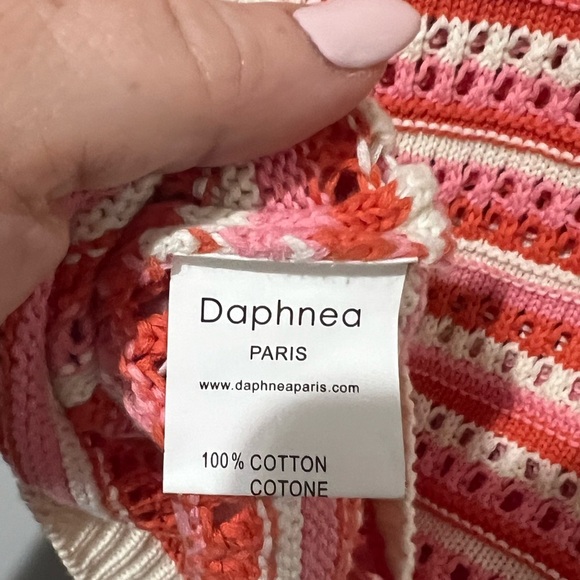 Daphnea
PARIS
www.daphneaparis.com
100% COTTON
COTONE